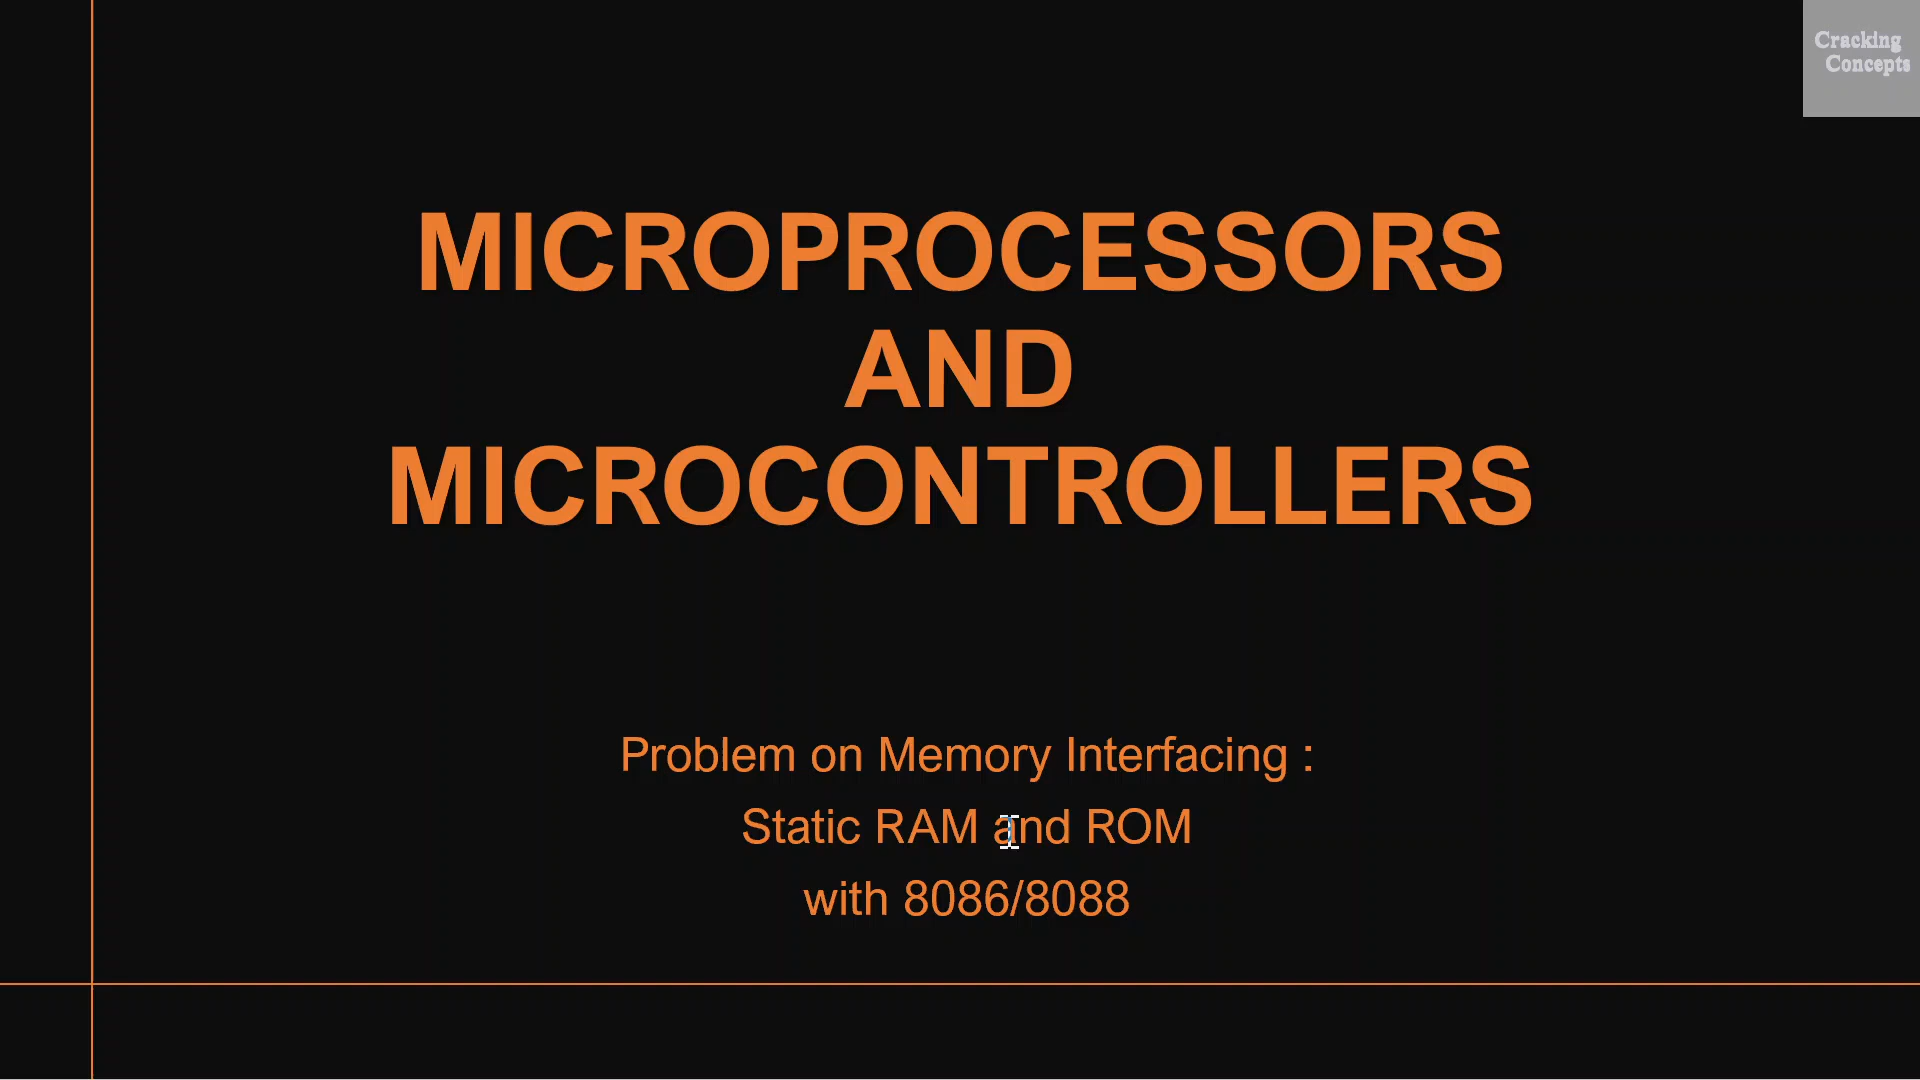 Cracking
Concepts
MICROPROCESSORS
AND
MICROCONTROLLERS
Problem on Memory Interfacing :
Static RAM and ROM
with 8086/8088